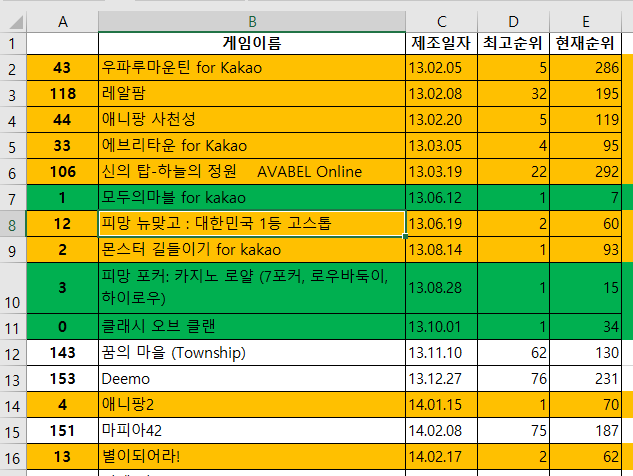 A B C D E
1 게임이름 제조일자 최고순위 현재순위
2 43 우파루마운틴 for Kakao 13.02.05 5 286
3 118 레알팜 13.02.08 32 195
4 44 애니팡 사천성 13.02.20 5 119
5 33 에브리타운 for Kakao 13.03.05 4 95
6 106 신의 탑-하늘의 정원 AVABEL Online 13.03.19 22 292
7 1 모두의마블 for kakao 13.06.12 1 7
8 12 피망 뉴맞고 : 대한민국 1등 고스톱 13.06.19 2 60
9 2 몬스터 길들이기 for kakao 13.08.14 1 93
10 3 피망 포커: 카지노 로얄 (7포커, 로우바둑이, 13.08.28 1 15
하이로우)
11 0 클래시 오브 클랜 13.10.01 1 34
12 143 꿈의 마을 (Township) 13.11.10 62 130
13 153 Deemo 13.12.27 76 231
14 4 애니팡2 14.01.15 1 70
15 151 마피아42 14.02.08 75 187
16 13 별이되어라! 14.02.17 2 62